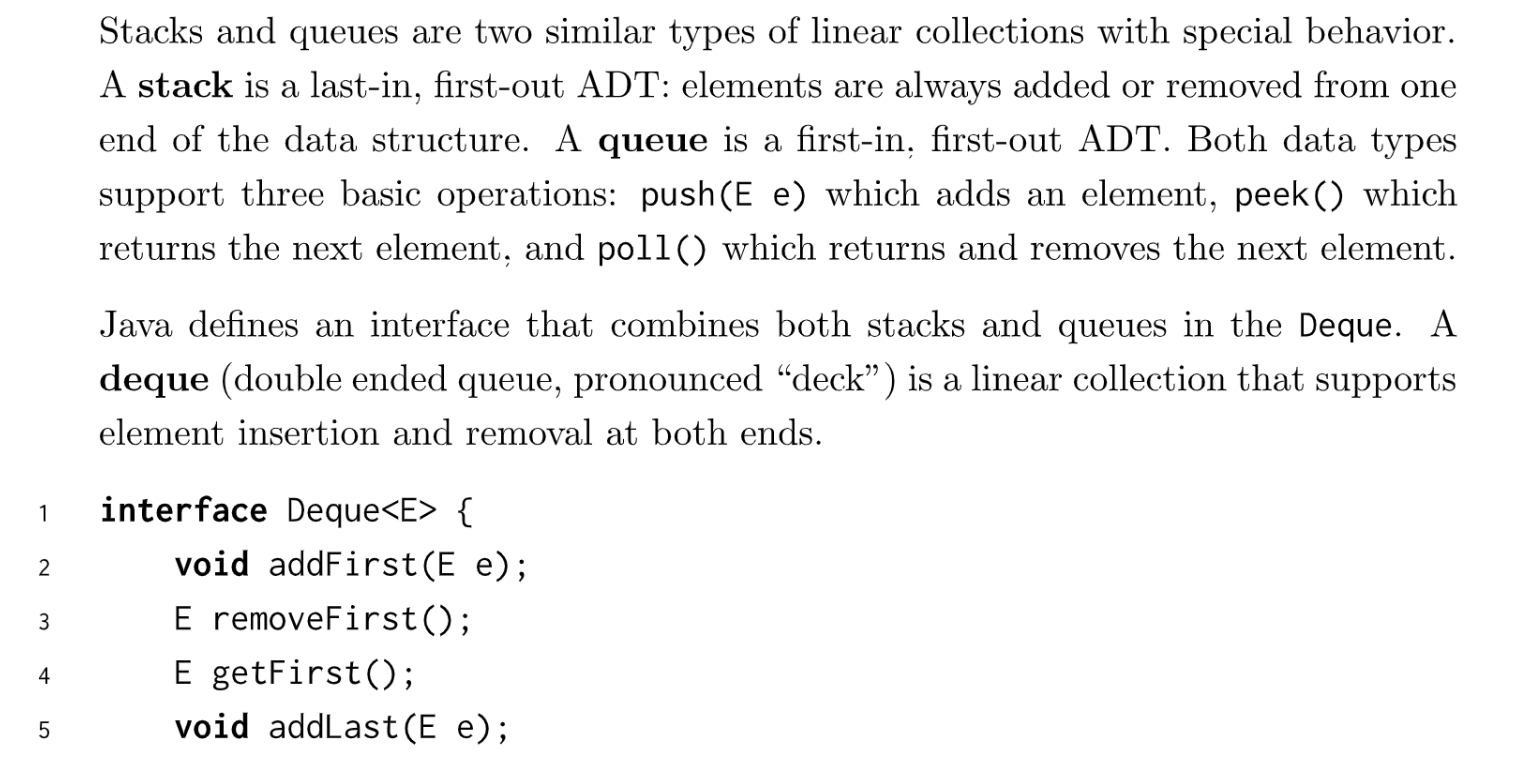 Stacks and queues are two similar types of linear collections with special behavior.
A stack is a last-in, first-out ADT: elements are always added or removed from one
end of the data structure. A queue is a first-in, first-out ADT. Both data types
support three basic operations: push(E e) which adds an element, peek() which
returns the next element, and poll() which returns and removes the next element.
Java defines an interface that combines both stacks and queues in the Deque. A
deque (double ended queue, pronounced “deck”) is a linear collection that supports
element insertion and removal at both ends.
1 interface Deque<E> {
2 void addFirst(E e);
3 E removeFirst();
4 E getFirst();
5 void addLast(E e);